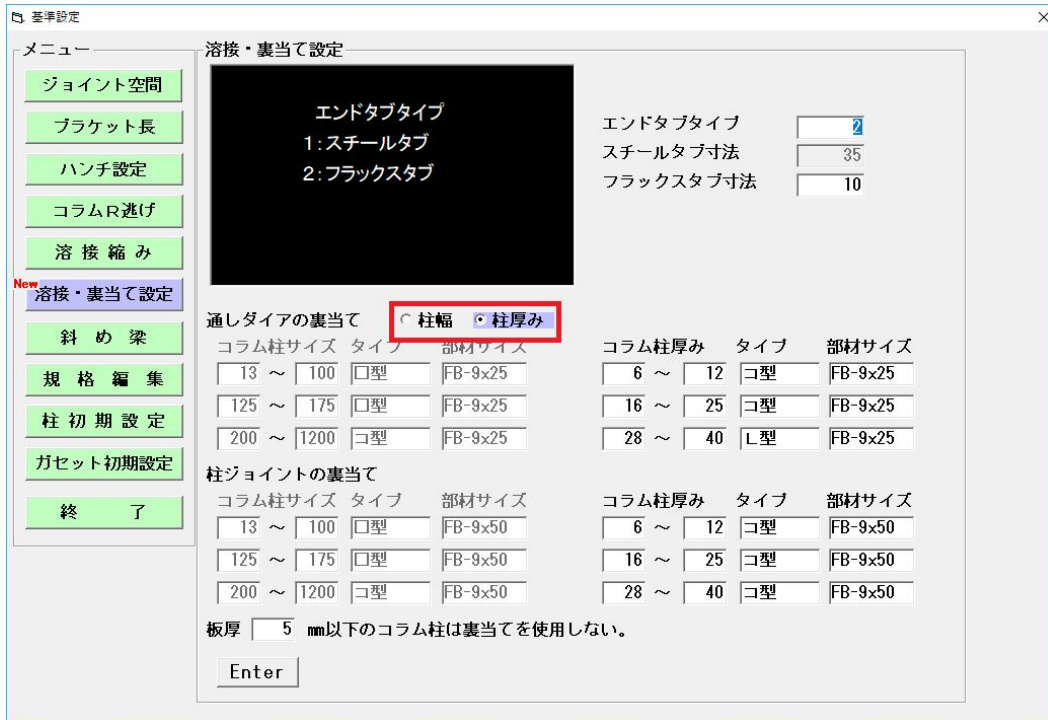 基準設定
メニュー
ジョイント空間
ブラケット長
ハンチ設定
コラムR逃げ
溶 接 縮 み
New
溶接・裏当て設定
斜 め 梁
規 格 編 集
柱 初 期 設 定
ガセット初期設定
終 了
溶接・裏当て設定
エンドタブタイプ
1:スチールタブ
2:フラックスタブ
エンドタブタイプ 2
スチールタブ寸法 35
フラックスタブ寸法 10
通しダイアの裏当て 柱幅 柱厚み
コラム柱サイズ タイプ 部材サイズ コラム柱厚み タイプ 部材サイズ
13 ～ 100 ロ型 FB-9x25 6 ～ 12 コ型 FB-9x25
125 ～ 175 ロ型 FB-9x25 16 ～ 25 コ型 FB-9x25
200 ～ 1200 コ型 FB-9x25 28 ～ 40 L型 FB-9x25
柱ジョイントの裏当て
コラム柱サイズ タイプ 部材サイズ コラム柱厚み タイプ 部材サイズ
13 ～ 100 ロ型 FB-9x50 6 ～ 12 コ型 FB-9x50
125 ～ 175 ロ型 FB-9x50 16 ～ 25 コ型 FB-9x50
200 ～ 1200 コ型 FB-9x50 28 ～ 40 コ型 FB-9x50
板厚 5 mm以下のコラム柱は裏当てを使用しない。
Enter